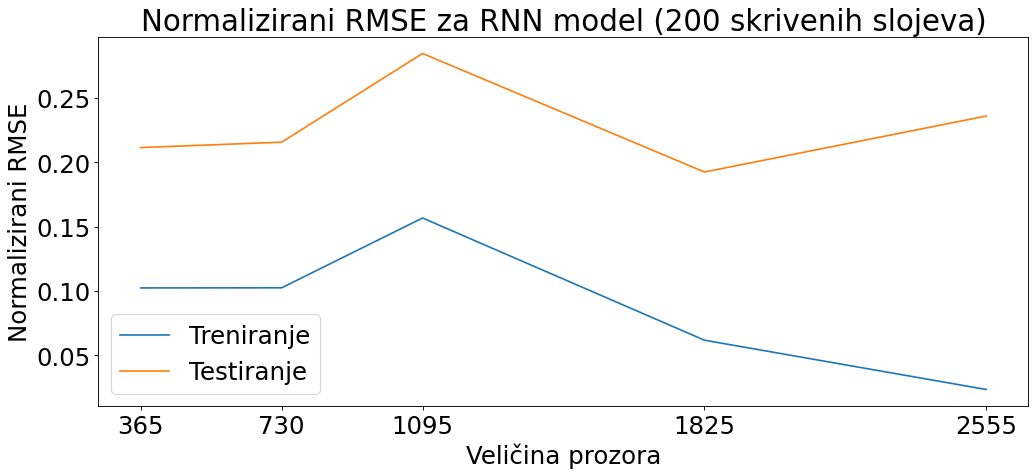 Normalizirani RMSE za RNN model (200 skrivenih slojeva)
Normalizirani RMSE
0.25
0.20
0.15
0.10
0.05
Treniranje
Testiranje
365 730 1095 1825 2555
Veličina prozora